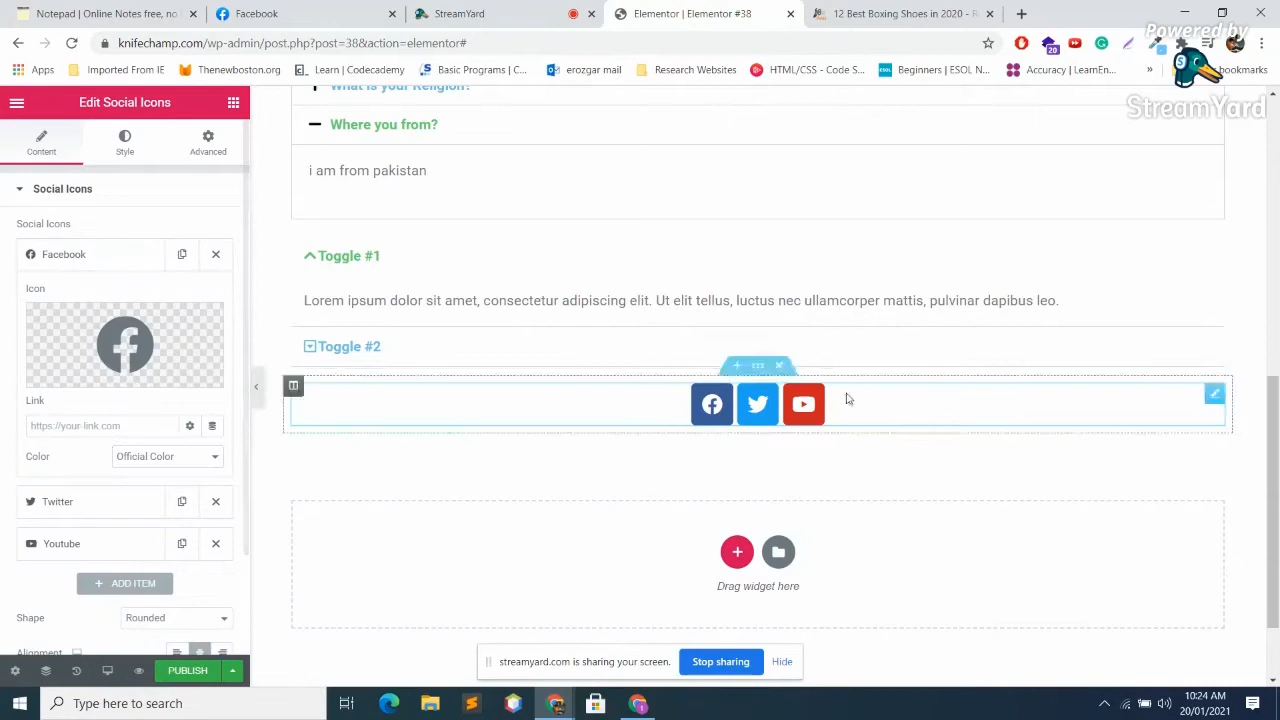 Notepad | Online Notes free, no
Facebook
StreamYard
Elementor | Elementor #38
12 Best Boxing Shoes in 2020 - R
Powered by
StreamYard
knifechamp.com/wp-admin/post.php?post=38&action=elementor#
20
Apps
Imported From IE
Thenewboston.org
Learn | Codecademy
Basic Programs | C...
errzgar mail
Research Websites
HTML/CSS - Code S...
Beginners | ESOL N...
Accuracy | LearnEn...
»
bookmarks
Edit Social Icons
Content
Style
Advanced
Social Icons
Social Icons
Facebook
Icon
Link
https://your-link.com
Color
Official Color
Twitter
Youtube
+ ADD ITEM
Shape
Rounded
Alignment
PUBLISH
What is your Religion?
Where you from?
i am from pakistan
Toggle #1
Lorem ipsum dolor sit amet, consectetur adipiscing elit. Ut elit tellus, luctus nec ullamcorper mattis, pulvinar dapibus leo.
Toggle #2
Drag widget here
streamyard.com is sharing your screen.
Stop sharing
Hide
Type here to search
10:24 AM
20/01/2021